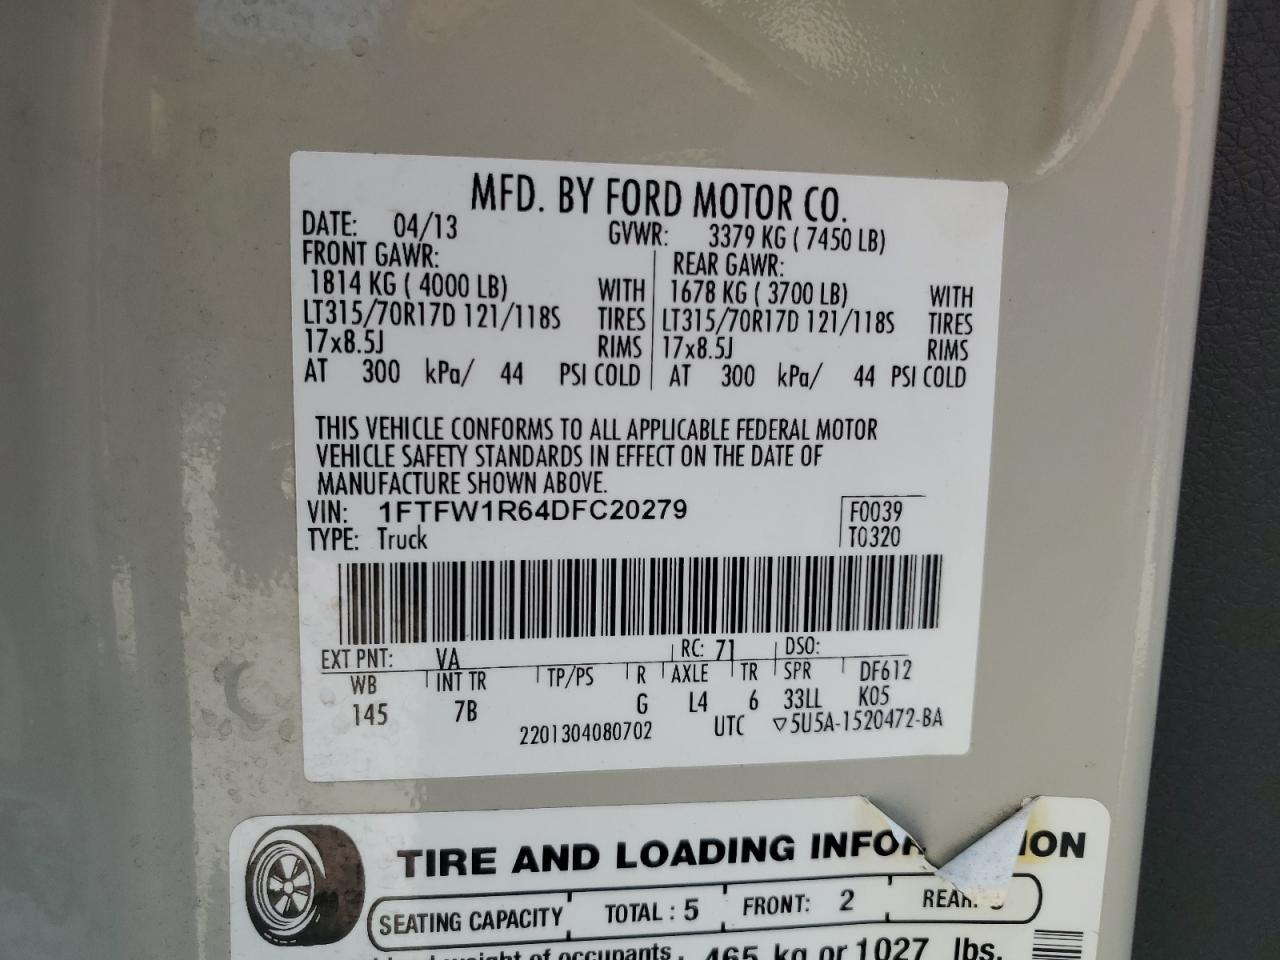 MFD. BY FORD MOTOR CO.
DATE: 04/13 GVWR: 3379 KG ( 7450 LB)
FRONT GAWR: REAR GAWR:
1814 KG ( 4000 LB) WITH 1678 KG ( 3700 LB) WITH
LT315/70R17D 121/118S TIRES LT315/70R17D 121/118S TIRES
17x8.5J RIMS 17x8.5J RIMS
AT 300 kPa/ 44 PSI COLD AT 300 kPa/ 44 PSI COLD
THIS VEHICLE CONFORMS TO ALL APPLICABLE FEDERAL MOTOR
VEHICLE SAFETY STANDARDS IN EFFECT ON THE DATE OF
MANUFACTURE SHOWN ABOVE.
VIN: 1FTFW1R64DFC20279 F0039
TYPE: Truck T0320
EXT PNT: VA RC: 71 DSO:
WB INT TR TP/PS R AXLE TR SPR DF612
145 7B G L4 6 33LL K05
2201304080702 UTC ▽5U5A-1520472-BA
TIRE AND LOADING
SEATING CAPACITY TOTAL : 5 FRONT: 2 REAR:
weight of occupants 465 kg or 1027 lbs.